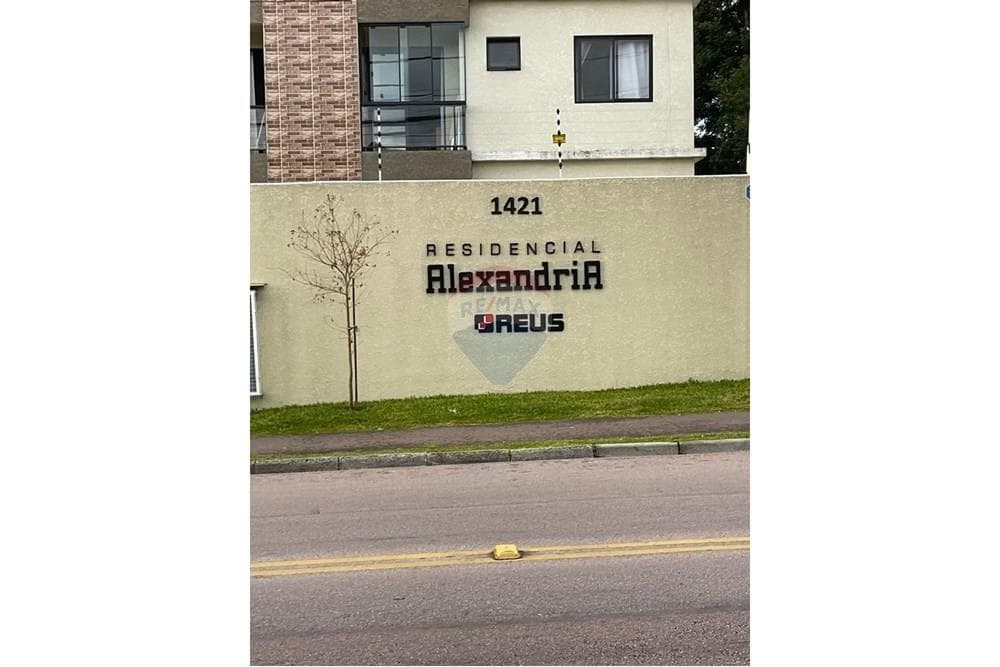 1421
RESIDENCIAL
AlexandriA
RE/MAX
REUS